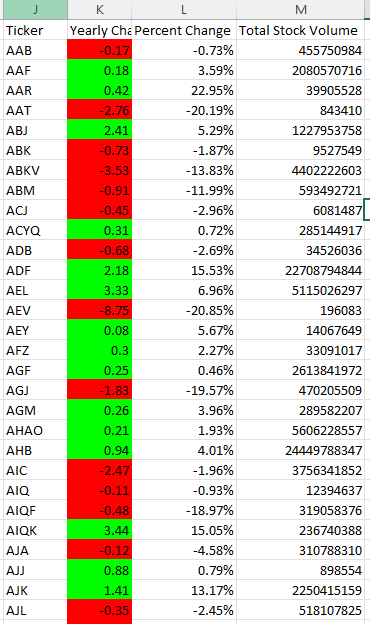 J K L M
Ticker Yearly Cha Percent Change Total Stock Volume
AAB -0.17 -0.73% 455750984
AAF 0.18 3.59% 2080570716
AAR 0.42 22.95% 39905528
AAT -2.76 -20.19% 843410
ABJ 2.41 5.29% 1227953758
ABK -0.73 -1.87% 9527549
ABKV -3.53 -13.83% 4402222603
ABM -0.91 -11.99% 593492721
ACJ -0.45 -2.96% 6081487
ACYQ 0.31 0.72% 285144917
ADB -0.68 -2.69% 34526036
ADF 2.18 15.53% 22708794844
AEL 3.33 6.96% 5115026297
AEV -8.75 -20.85% 196083
AEY 0.08 5.67% 14067649
AFZ 0.3 2.27% 33091017
AGF 0.25 0.46% 2613841972
AGJ -1.83 -19.57% 470205509
AGM 0.26 3.96% 289582207
AHAO 0.21 1.93% 5606228557
AHB 0.94 4.01% 24449788347
AIC -2.47 -1.96% 3756341852
AIQ -0.11 -0.93% 12394637
AIQF -0.48 -18.97% 319058376
AIQK 3.44 15.05% 236740388
AJA -0.12 -4.58% 310788310
AJJ 0.88 0.79% 898554
AJK 1.41 13.17% 2250415159
AJL -0.35 -2.45% 518107825